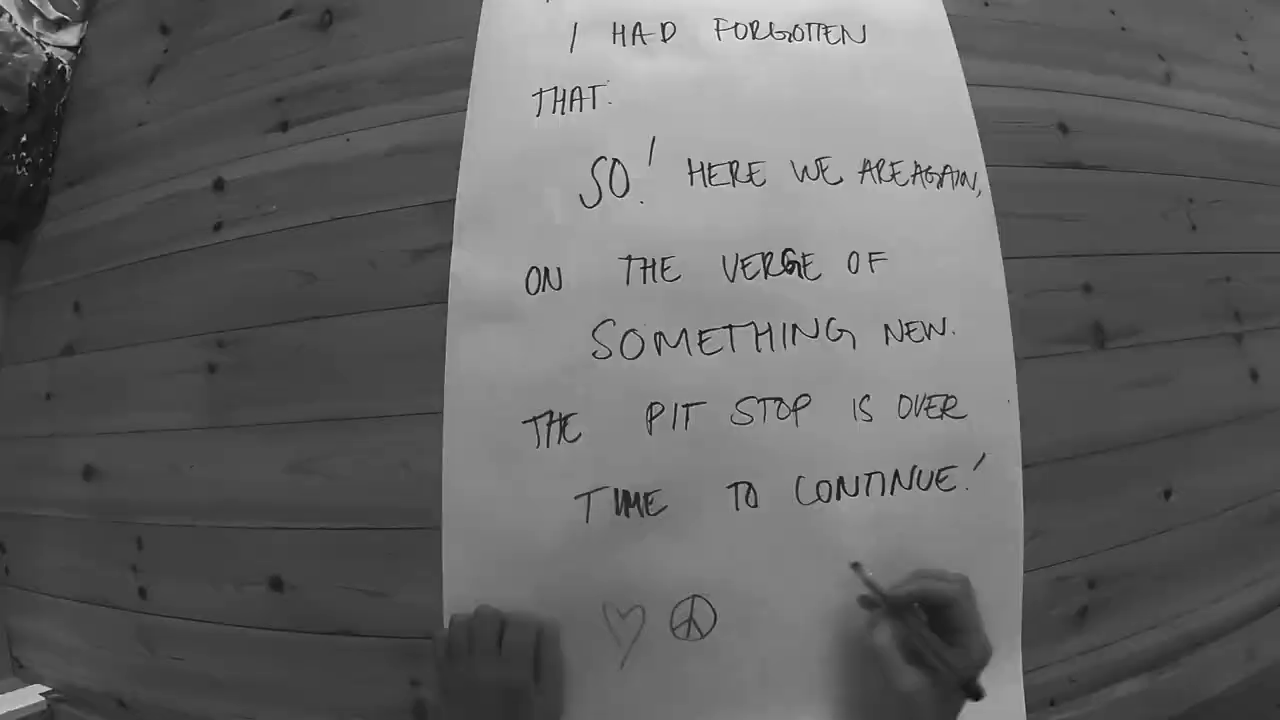 I HAD FORGOTTEN
THAT.
SO! HERE WE ARE AGAIN,
ON THE VERGE OF
SOMETHING NEW.
THE PIT STOP IS OVER
TIME TO CONTINUE!